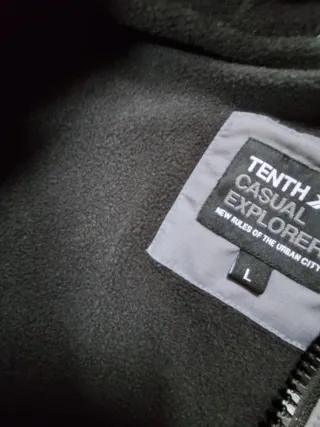 TENTH
CASUAL
EXPLORER
NEW RULES OF THE URBAN CITY
L